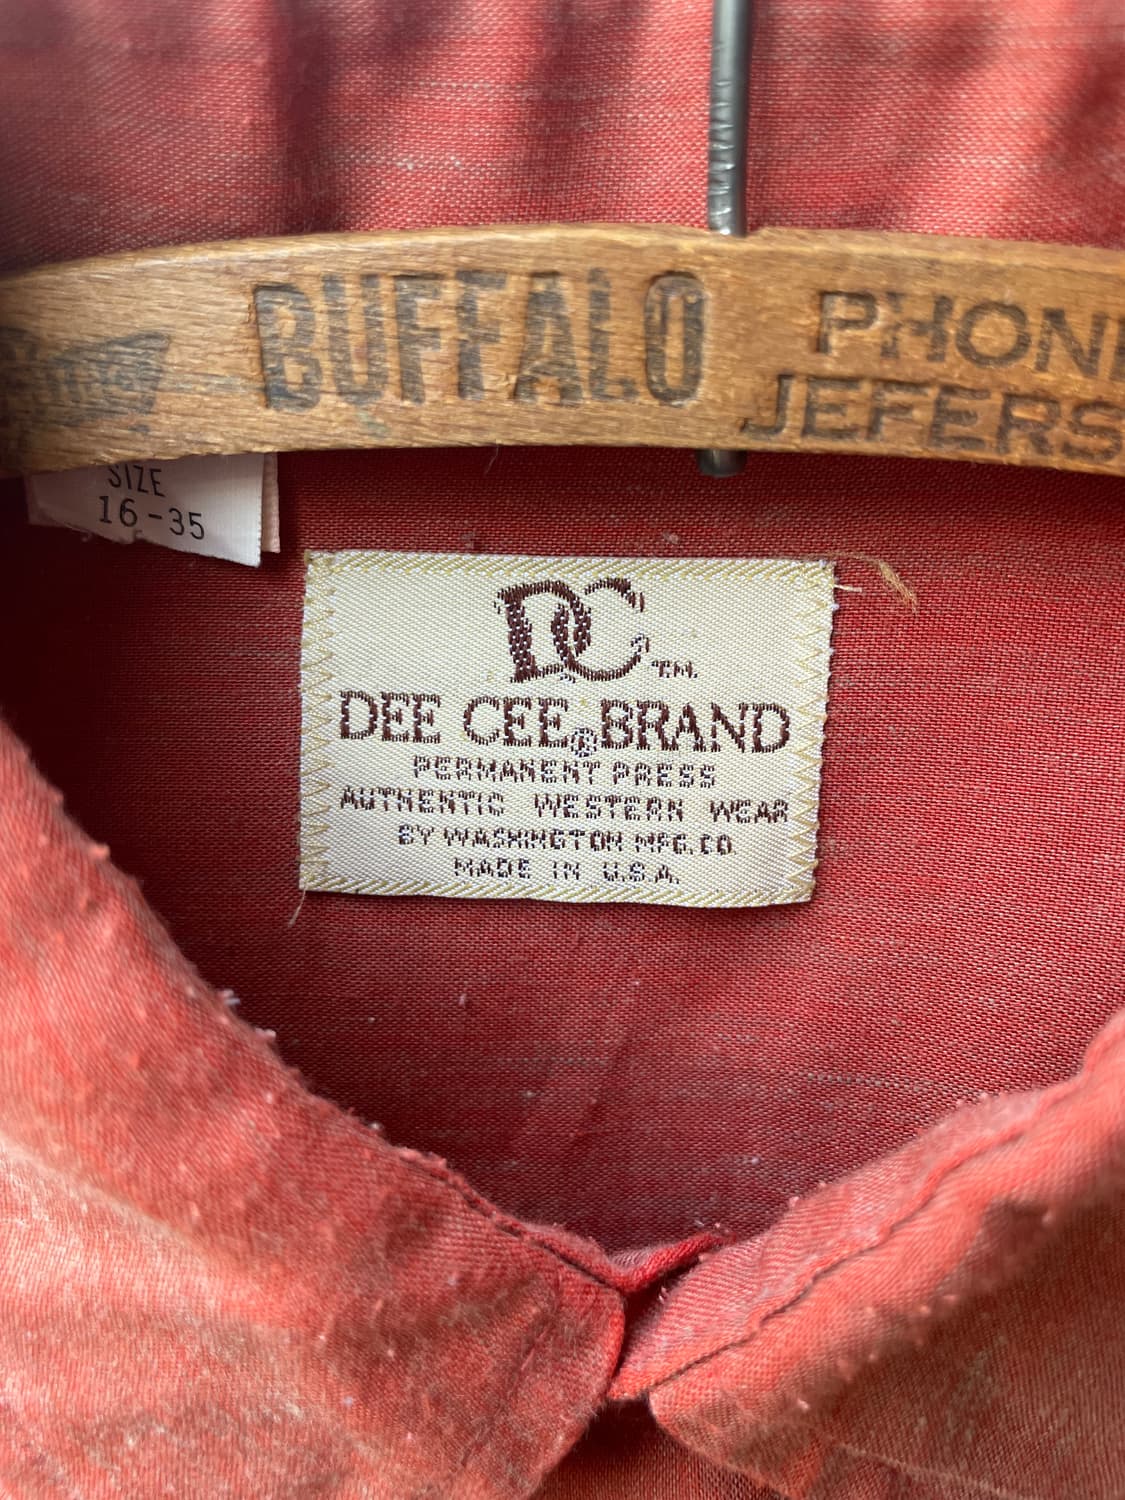 BUFFALO
PHON
JEFERS
SIZE
16-35
DC T.M.
DEE CEE ® BRAND
PERMANENT PRESS
AUTHENTIC WESTERN WEAR
BY WASHINGTON MFG. CO.
MADE IN U.S.A.